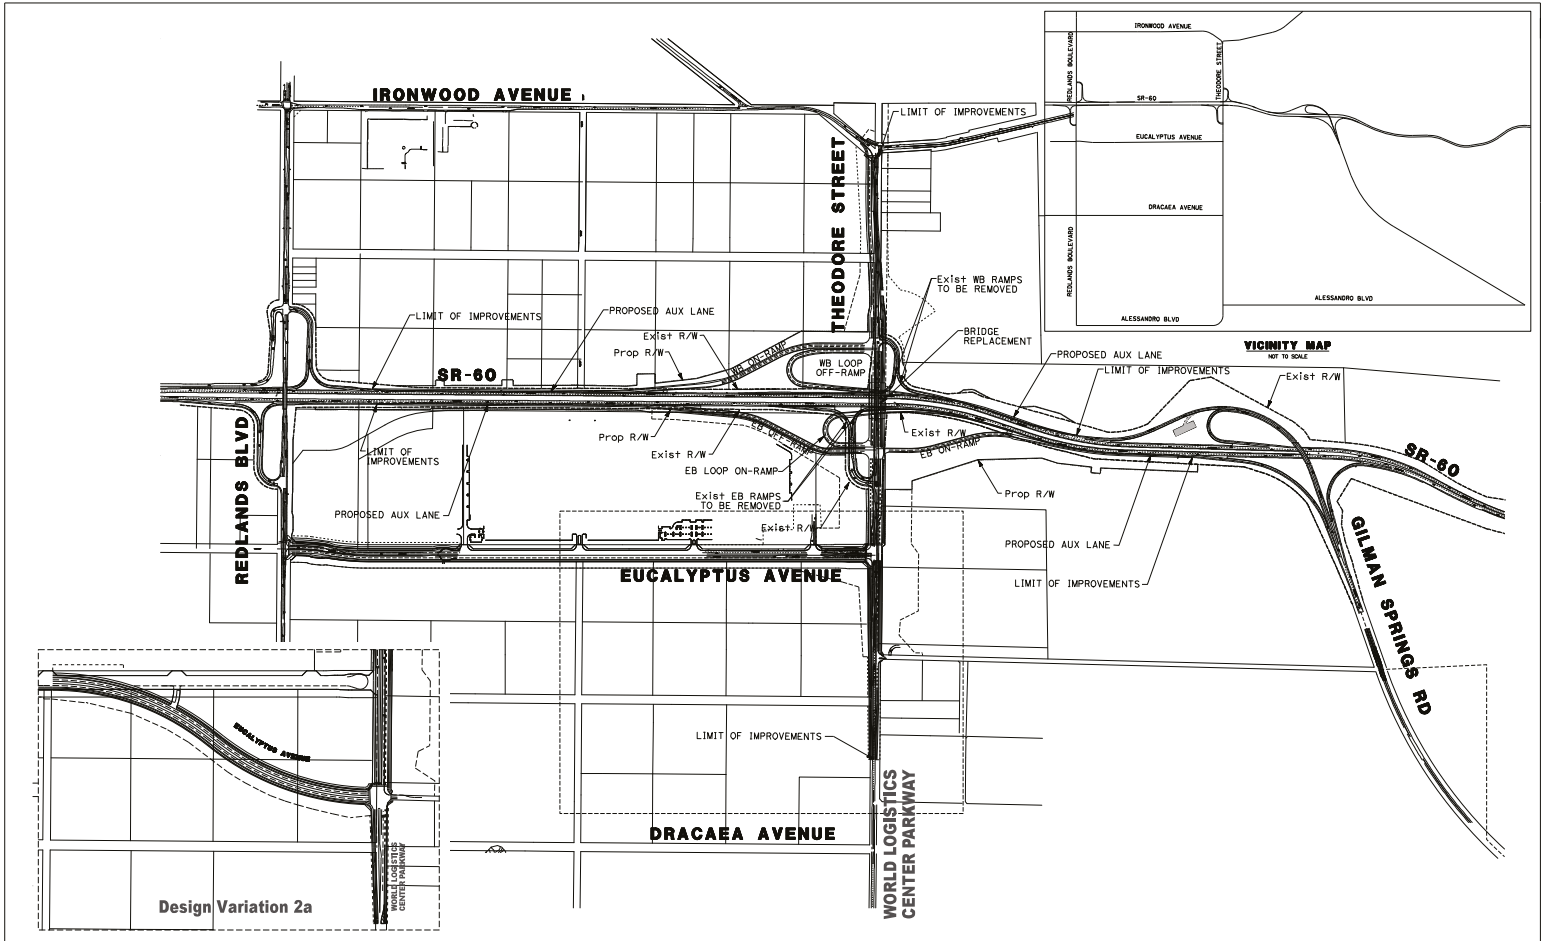 IRONWOOD AVENUE
THEODORE STREET
LIMIT OF IMPROVEMENTS
Exist WB RAMPS
TO BE REMOVED
BRIDGE
REPLACEMENT
LIMIT OF IMPROVEMENTS
PROPOSED AUX LANE
Exist R/W
Prop R/W
WB ON-RAMP
WB LOOP
OFF-RAMP
SR-60
PROPOSED AUX LANE
LIMIT OF IMPROVEMENTS
Exist R/W
SR-60
REDLANDS BLVD
LIMIT OF
IMPROVEMENTS
PROPOSED AUX LANE
Prop R/W
Exist R/W
EB OFF-RAMP
EB LOOP ON-RAMP
Exist EB RAMPS
TO BE REMOVED
Exist R/W
Exist R/W
EB ON-RAMP
Prop R/W
PROPOSED AUX LANE
LIMIT OF IMPROVEMENTS
GILMAN SPRINGS RD
EUCALYPTUS AVENUE
LIMIT OF IMPROVEMENTS
DRACAEA AVENUE
WORLD LOGISTICS
CENTER PARKWAY
IRONWOOD AVENUE
REDLANDS BOULEVARD
THEODORE STREET
SR-60
EUCALYPTUS AVENUE
DRACAEA AVENUE
REDLANDS BOULEVARD
ALESSANDRO BLVD
ALESSANDRO BLVD
VICINITY MAP
NOT TO SCALE
EUCALYPTUS AVENUE
WORLD LOGISTICS
CENTER PARKWAY
Design Variation 2a